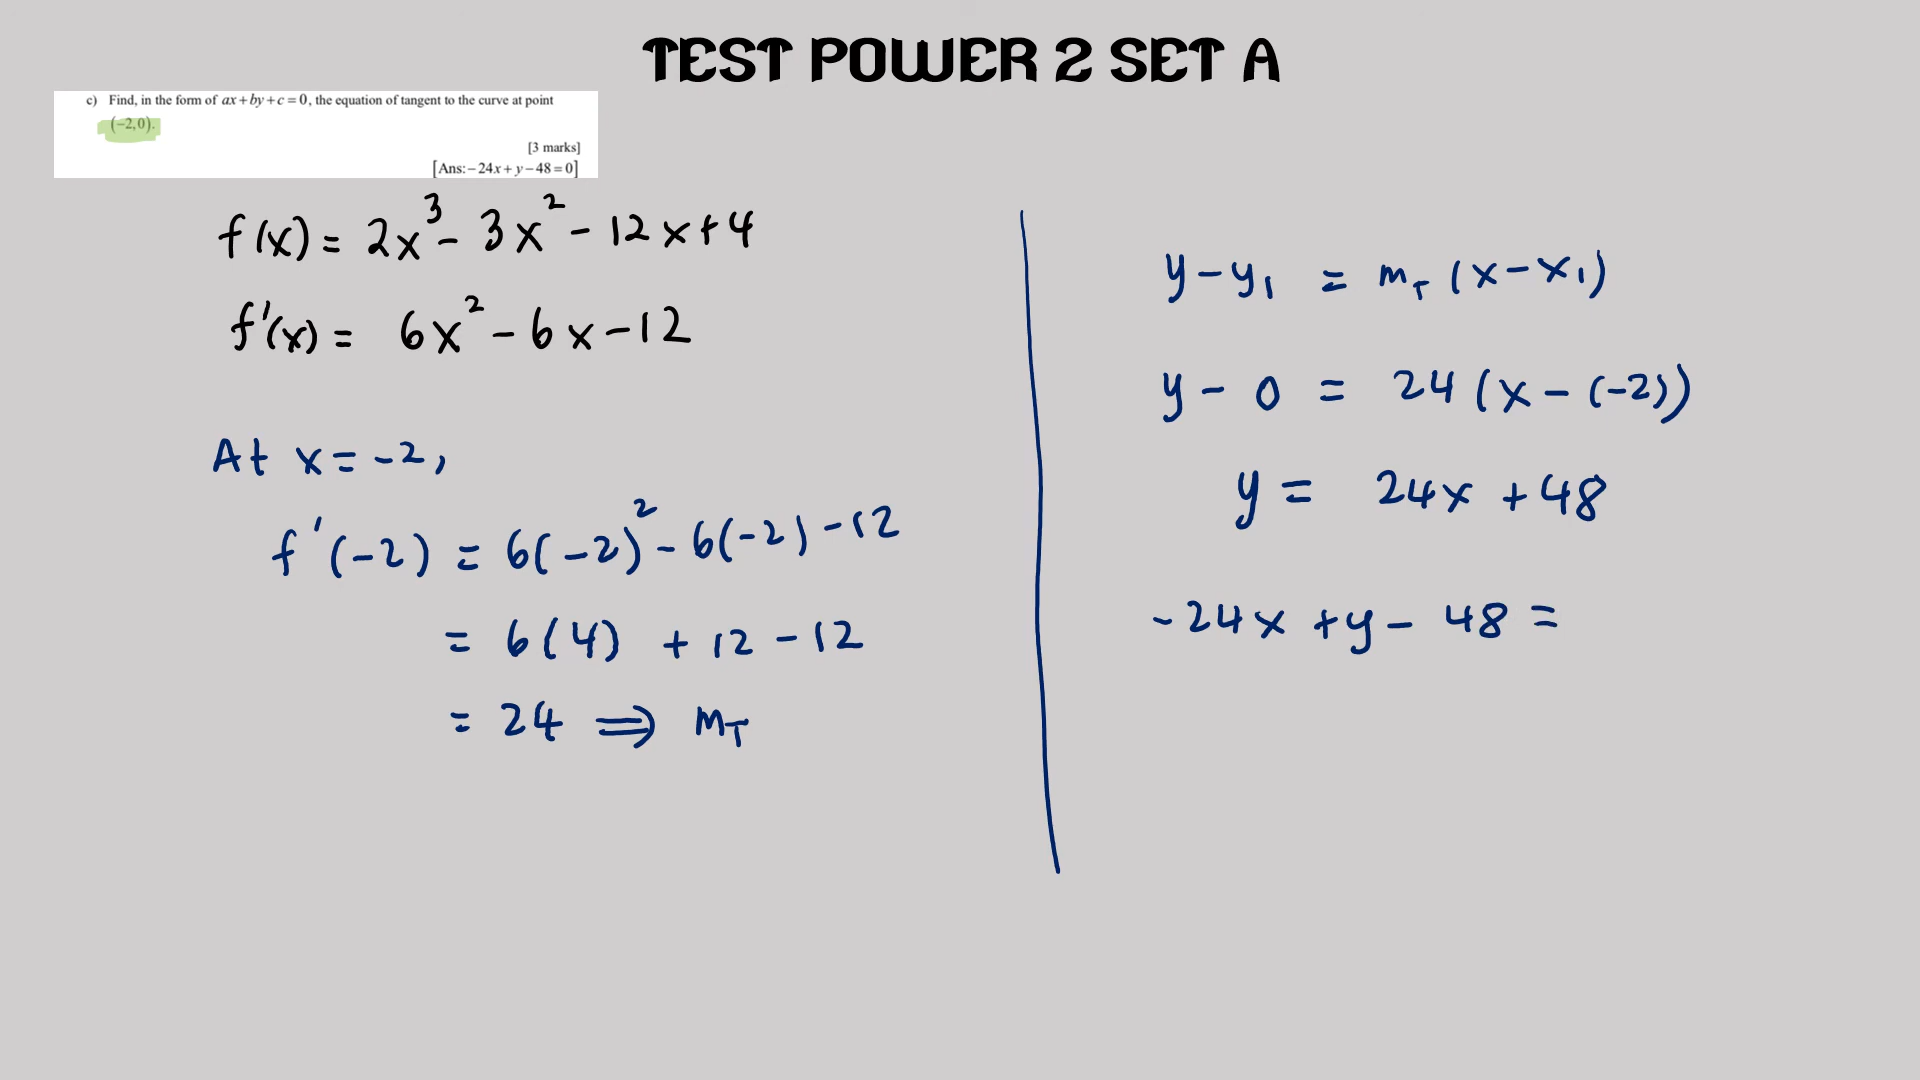 TEST POWER 2 SET A
c) Find, in the form of ax+by+c=0, the equation of tangent to the curve at point
(−2,0).
[3 marks]
[Ans:−24x+y−48=0]
f(x) = 2x³ - 3x² - 12x + 4
f'(x) = 6x² - 6x - 12
At x = -2,
f'(-2) = 6(-2)² - 6(-2) - 12
= 6(4) + 12 - 12
= 24 ⟹ m_T
y - y₁ = m_T (x - x₁)
y - 0 = 24 (x - (-2))
y = 24x + 48
-24x + y - 48 =